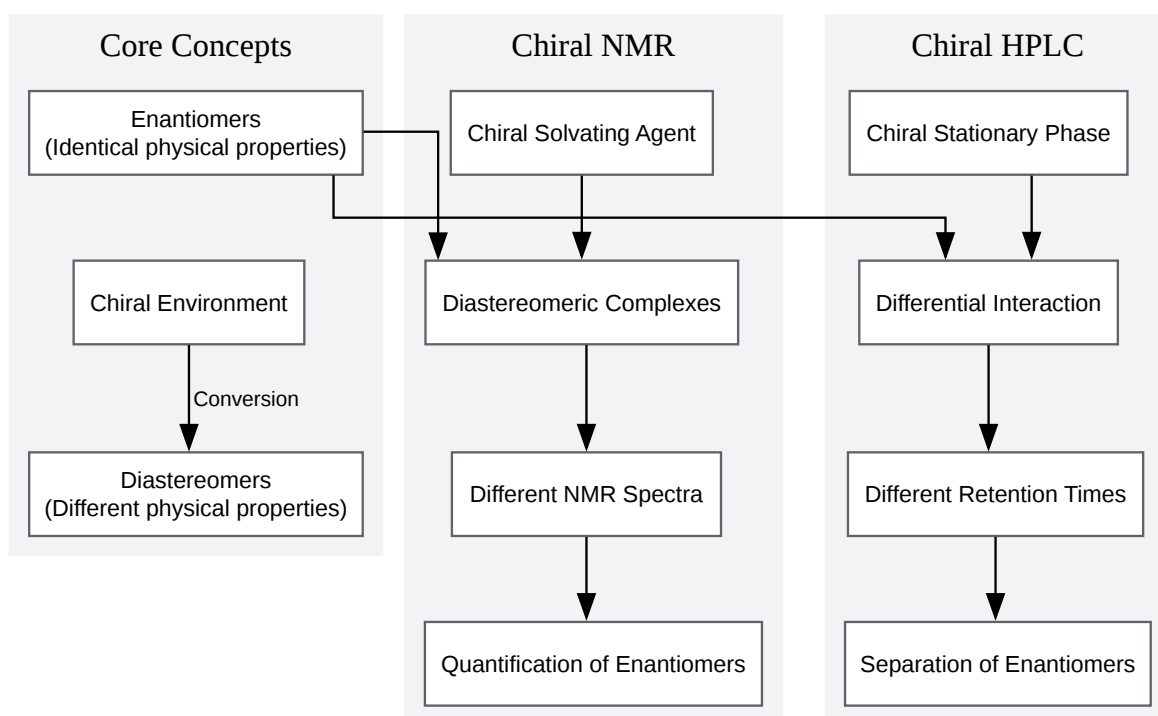 Core Concepts
Enantiomers
(Identical physical properties)
Chiral Environment
Conversion
Diastereomers
(Different physical properties)
Chiral NMR
Chiral Solvating Agent
Diastereomeric Complexes
Different NMR Spectra
Quantification of Enantiomers
Chiral HPLC
Chiral Stationary Phase
Differential Interaction
Different Retention Times
Separation of Enantiomers